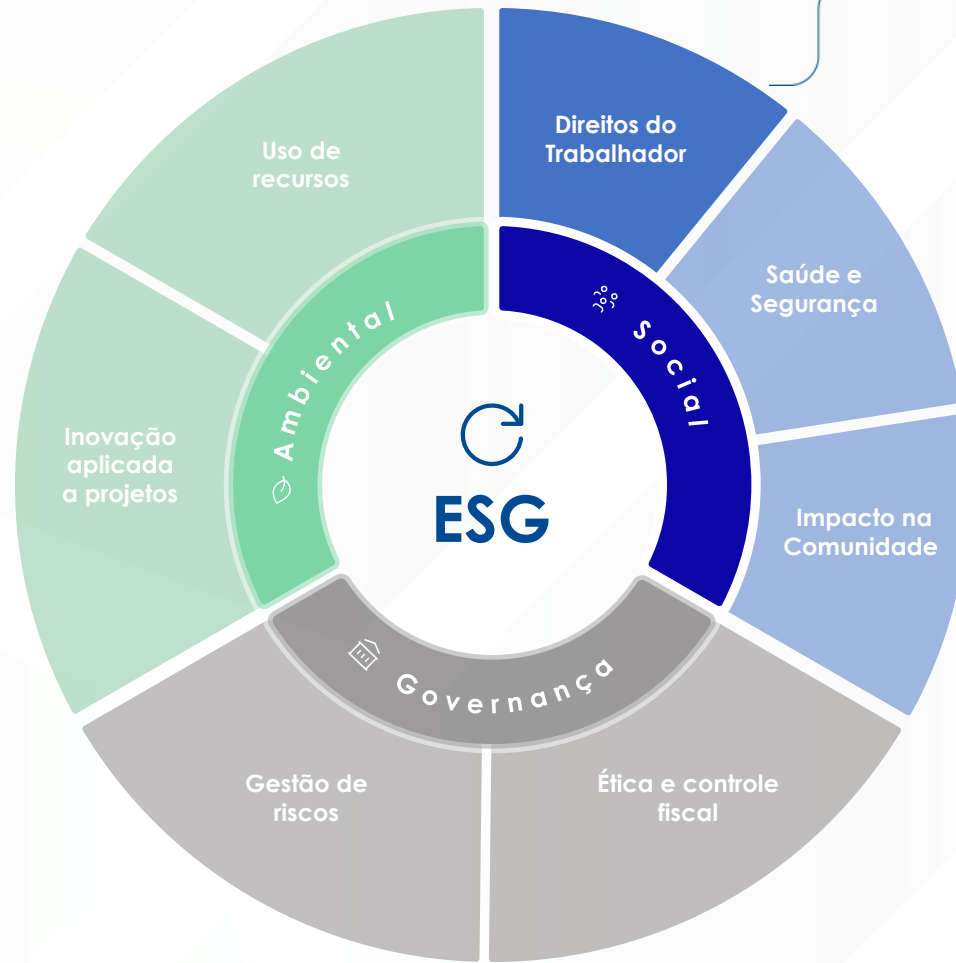 Uso de
recursos
Direitos do
Trabalhador
Saúde e
Segurança
Ambiental
Social
Inovação
aplicada
a projetos
ESG
Impacto na
Comunidade
Governança
Gestão de
riscos
Ética e controle
fiscal